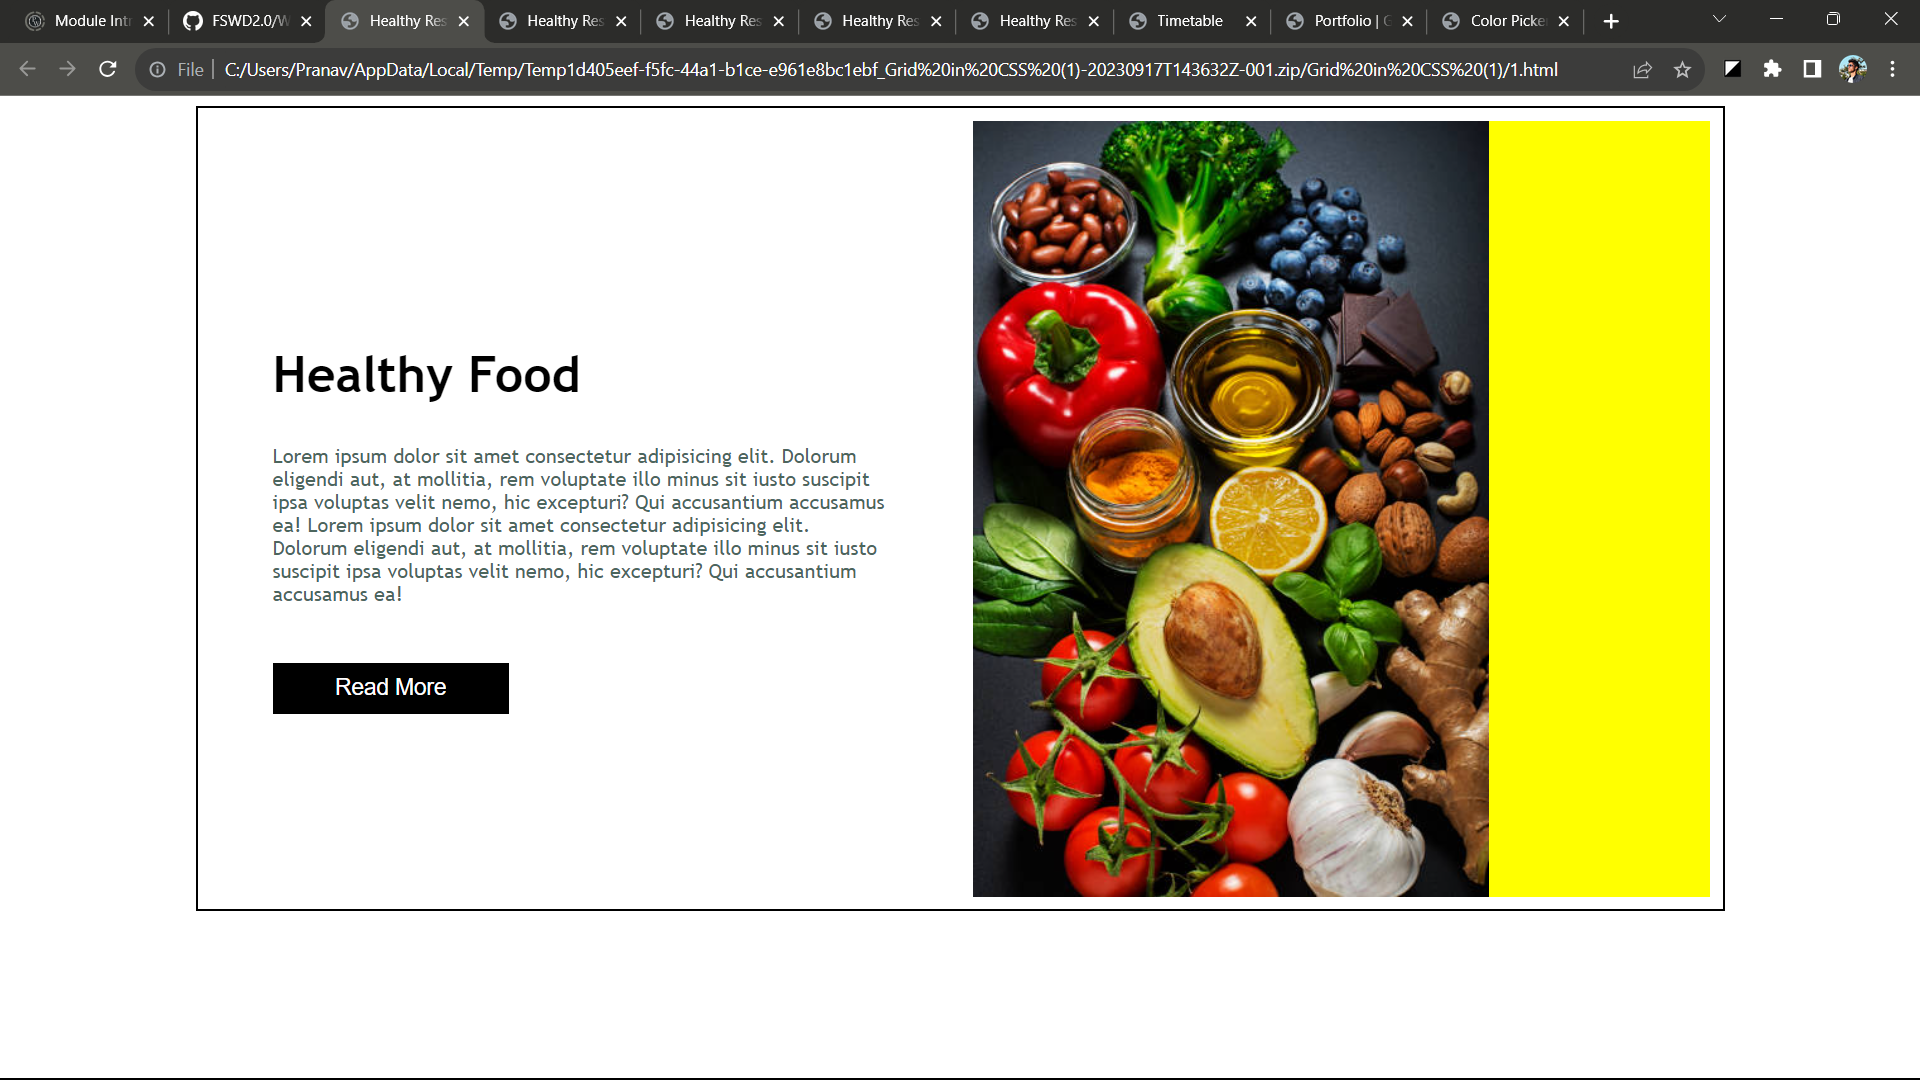 Module Intr
FSWD2.0/W
Healthy Res
Healthy Res
Healthy Res
Healthy Res
Healthy Res
Timetable
Portfolio | G
Color Picke
File
C:/Users/Pranav/AppData/Local/Temp/Temp1d405eef-f5fc-44a1-b1ce-e961e8bc1ebf_Grid%20in%20CSS%20(1)-20230917T143632Z-001.zip/Grid%20in%20CSS%20(1)/1.html
Healthy Food
Lorem ipsum dolor sit amet consectetur adipisicing elit. Dolorum
eligendi aut, at mollitia, rem voluptate illo minus sit iusto suscipit
ipsa voluptas velit nemo, hic excepturi? Qui accusantium accusamus
ea! Lorem ipsum dolor sit amet consectetur adipisicing elit.
Dolorum eligendi aut, at mollitia, rem voluptate illo minus sit iusto
suscipit ipsa voluptas velit nemo, hic excepturi? Qui accusantium
accusamus ea!
Read More